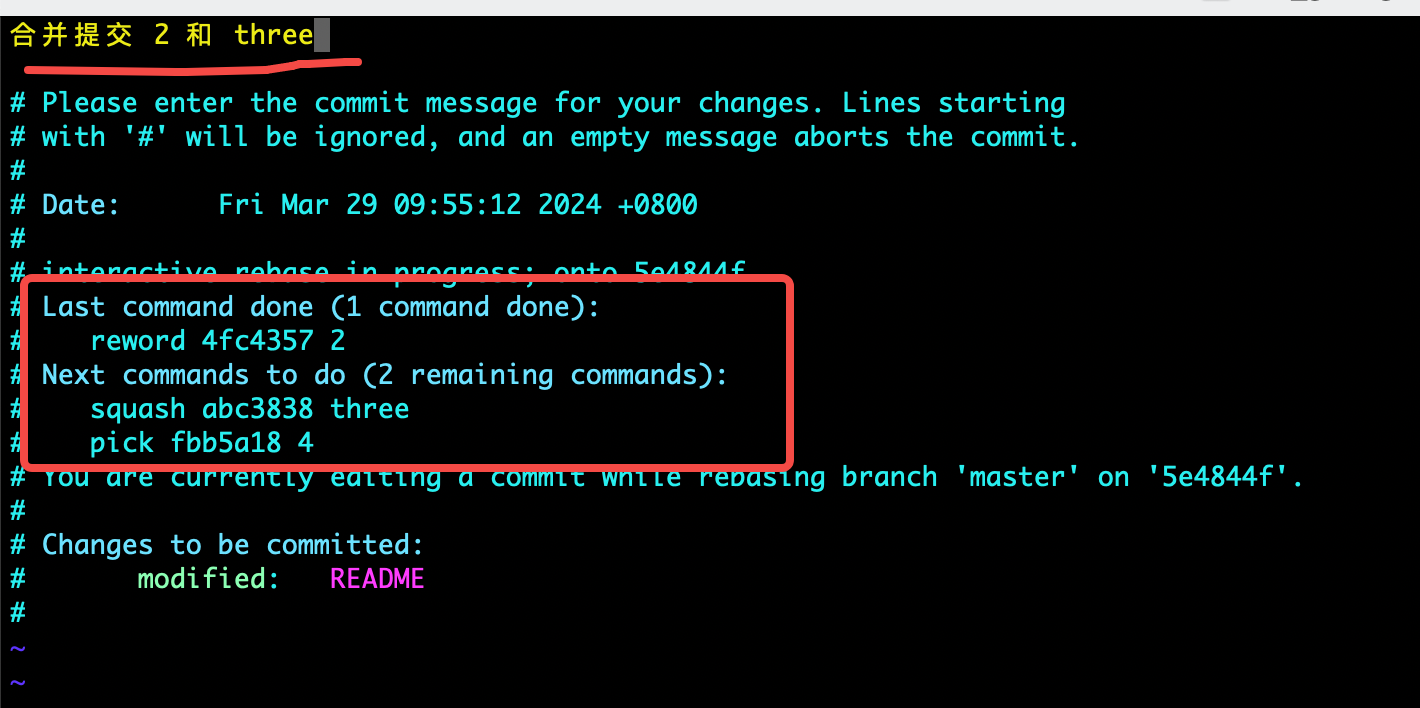 合并提交 2 和 three
# Please enter the commit message for your changes. Lines starting
# with '#' will be ignored, and an empty message aborts the commit.
#
# Date:      Fri Mar 29 09:55:12 2024 +0800
#
# interactive rebase in progress; onto 5e4844f
# Last command done (1 command done):
#    reword 4fc4357 2
# Next commands to do (2 remaining commands):
#    squash abc3838 three
#    pick fbb5a18 4
# You are currently editing a commit while rebasing branch 'master' on '5e4844f'.
#
# Changes to be committed:
#       modified:   README
#
~
~